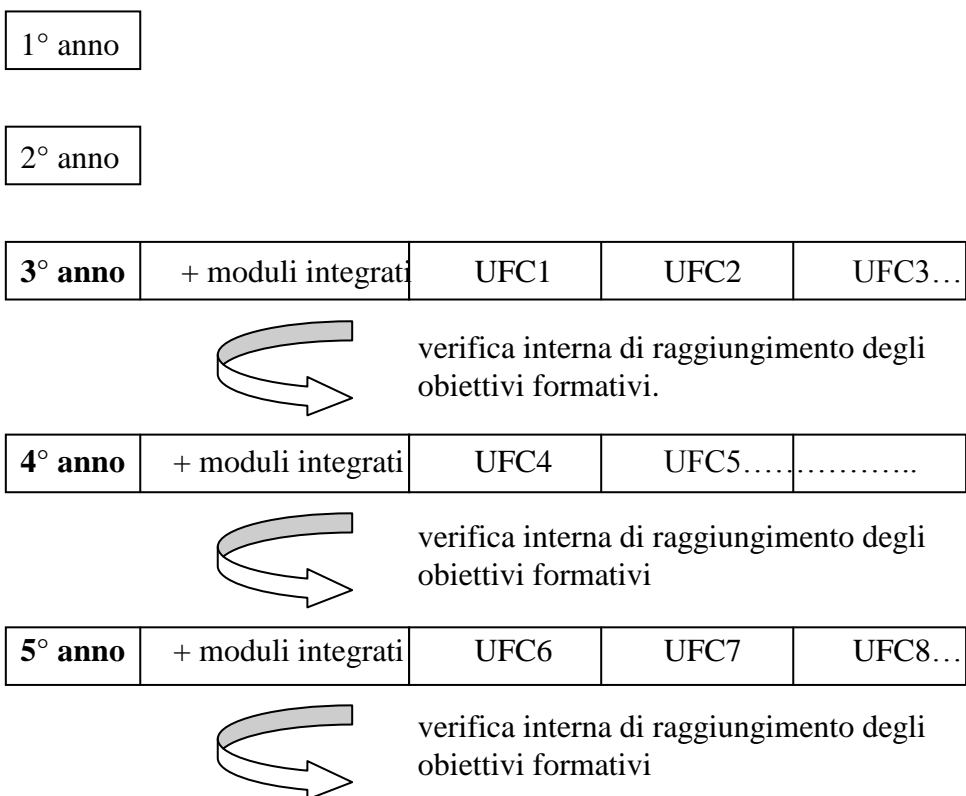 1° anno
2° anno
3° anno + moduli integrati UFC1 UFC2 UFC3…
verifica interna di raggiungimento degli
obiettivi formativi.
4° anno + moduli integrati UFC4 UFC5……………..
verifica interna di raggiungimento degli
obiettivi formativi
5° anno + moduli integrati UFC6 UFC7 UFC8…
verifica interna di raggiungimento degli
obiettivi formativi